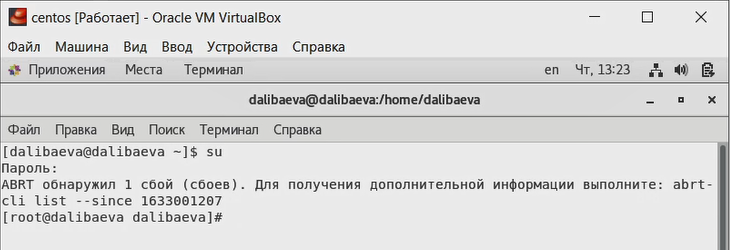 centos [Работает] - Oracle VM VirtualBox
Файл Машина Вид Ввод Устройства Справка
Приложения Места Терминал en Чт, 13:23
dalibaeva@dalibaeva:/home/dalibaeva
Файл Правка Вид Поиск Терминал Справка
[dalibaeva@dalibaeva ~]$ su
Пароль:
ABRT обнаружил 1 сбой (сбоев). Для получения дополнительной информации выполните: abrt-
cli list --since 1633001207
[root@dalibaeva dalibaeva]#